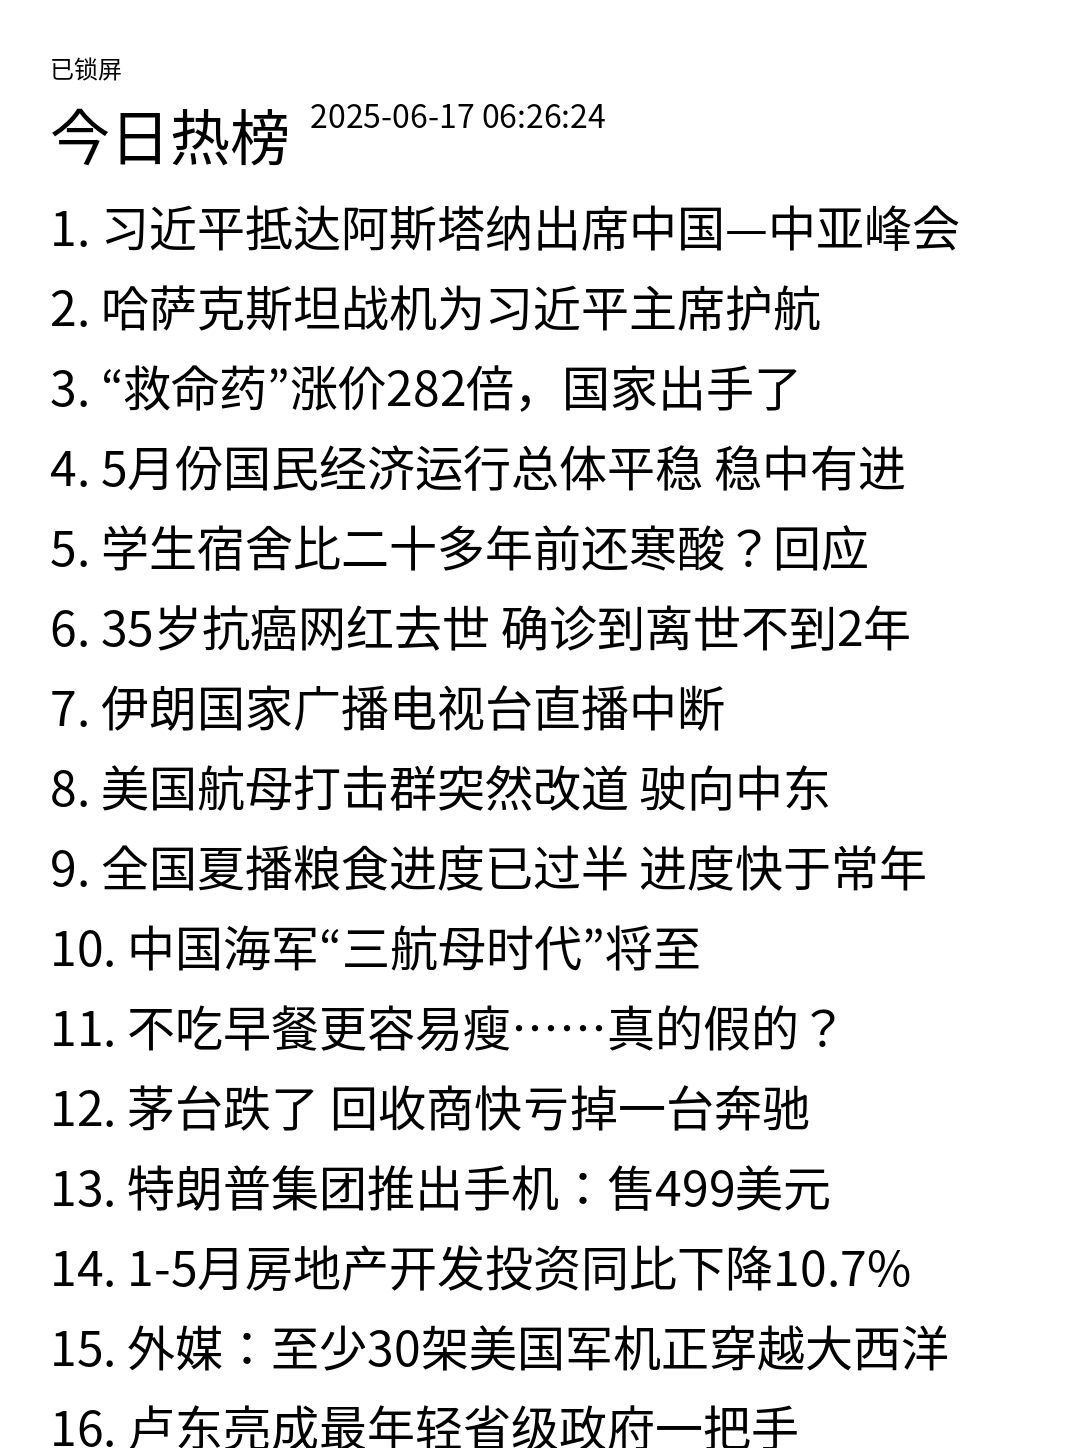 已锁屏
今日热榜 2025-06-17 06:26:24
1. 习近平抵达阿斯塔纳出席中国—中亚峰会
2. 哈萨克斯坦战机为习近平主席护航
3. “救命药”涨价282倍，国家出手了
4. 5月份国民经济运行总体平稳 稳中有进
5. 学生宿舍比二十多年前还寒酸？回应
6. 35岁抗癌网红去世 确诊到离世不到2年
7. 伊朗国家广播电视台直播中断
8. 美国航母打击群突然改道 驶向中东
9. 全国夏播粮食进度已过半 进度快于常年
10. 中国海军“三航母时代”将至
11. 不吃早餐更容易瘦……真的假的？
12. 茅台跌了 回收商快亏掉一台奔驰
13. 特朗普集团推出手机：售499美元
14. 1-5月房地产开发投资同比下降10.7%
15. 外媒：至少30架美国军机正穿越大西洋
16. 卢东亮成最年轻省级政府一把手